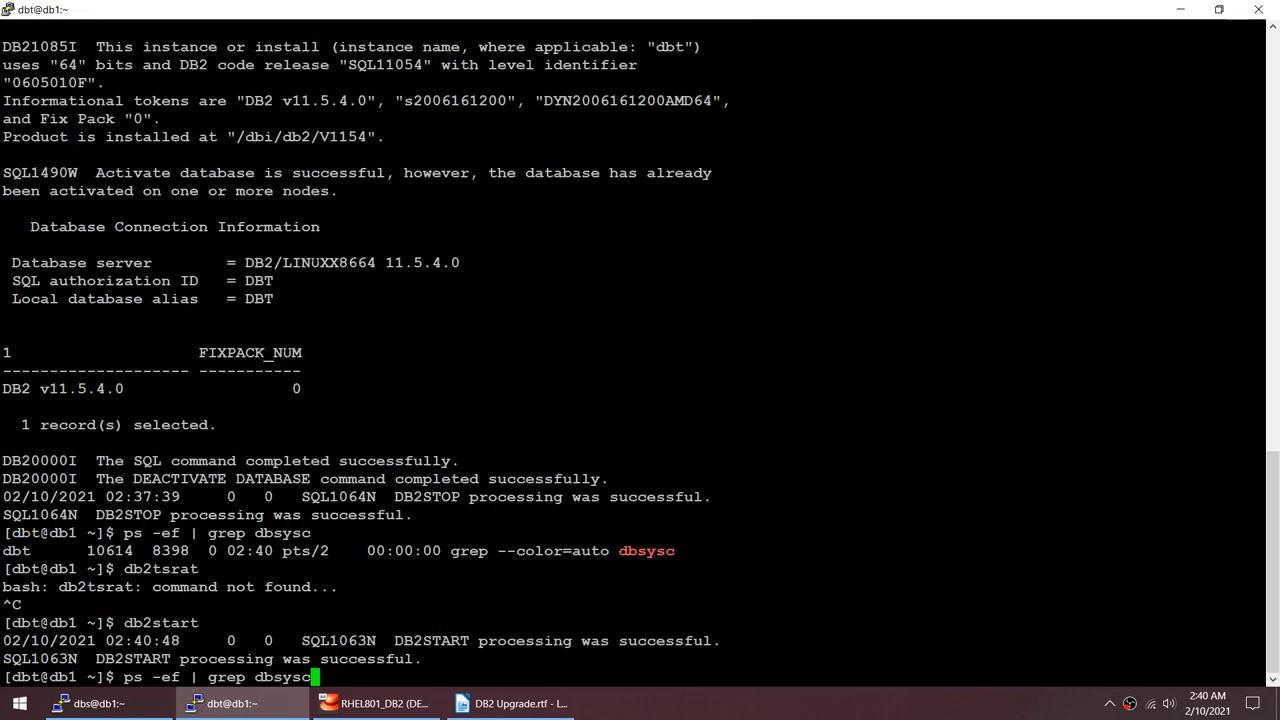 dbt@db1:~
DB21085I  This instance or install (instance name, where applicable: "dbt")
uses "64" bits and DB2 code release "SQL11054" with level identifier
"0605010F".
Informational tokens are "DB2 v11.5.4.0", "s2006161200", "DYN2006161200AMD64",
and Fix Pack "0".
Product is installed at "/dbi/db2/V1154".
SQL1490W  Activate database is successful, however, the database has already
been activated on one or more nodes.
Database Connection Information
Database server        = DB2/LINUXX8664 11.5.4.0
SQL authorization ID   = DBT
Local database alias   = DBT
1                    FIXPACK_NUM
-------------------- -----------
DB2 v11.5.4.0                  0
1 record(s) selected.
DB20000I  The SQL command completed successfully.
DB20000I  The DEACTIVATE DATABASE command completed successfully.
02/10/2021 02:37:39     0   0   SQL1064N  DB2STOP processing was successful.
SQL1064N  DB2STOP processing was successful.
[dbt@db1 ~]$ ps -ef | grep dbsysc
dbt      10614  8398  0 02:40 pts/2    00:00:00 grep --color=auto dbsysc
[dbt@db1 ~]$ db2tsrat
bash: db2tsrat: command not found...
^C
[dbt@db1 ~]$ db2start
02/10/2021 02:40:48     0   0   SQL1063N  DB2START processing was successful.
SQL1063N  DB2START processing was successful.
[dbt@db1 ~]$ ps -ef | grep dbsysc
dbs@db1:~
dbt@db1:~
RHEL801_DB2 (DE...
DB2 Upgrade.rtf - L...
2:40 AM
2/10/2021